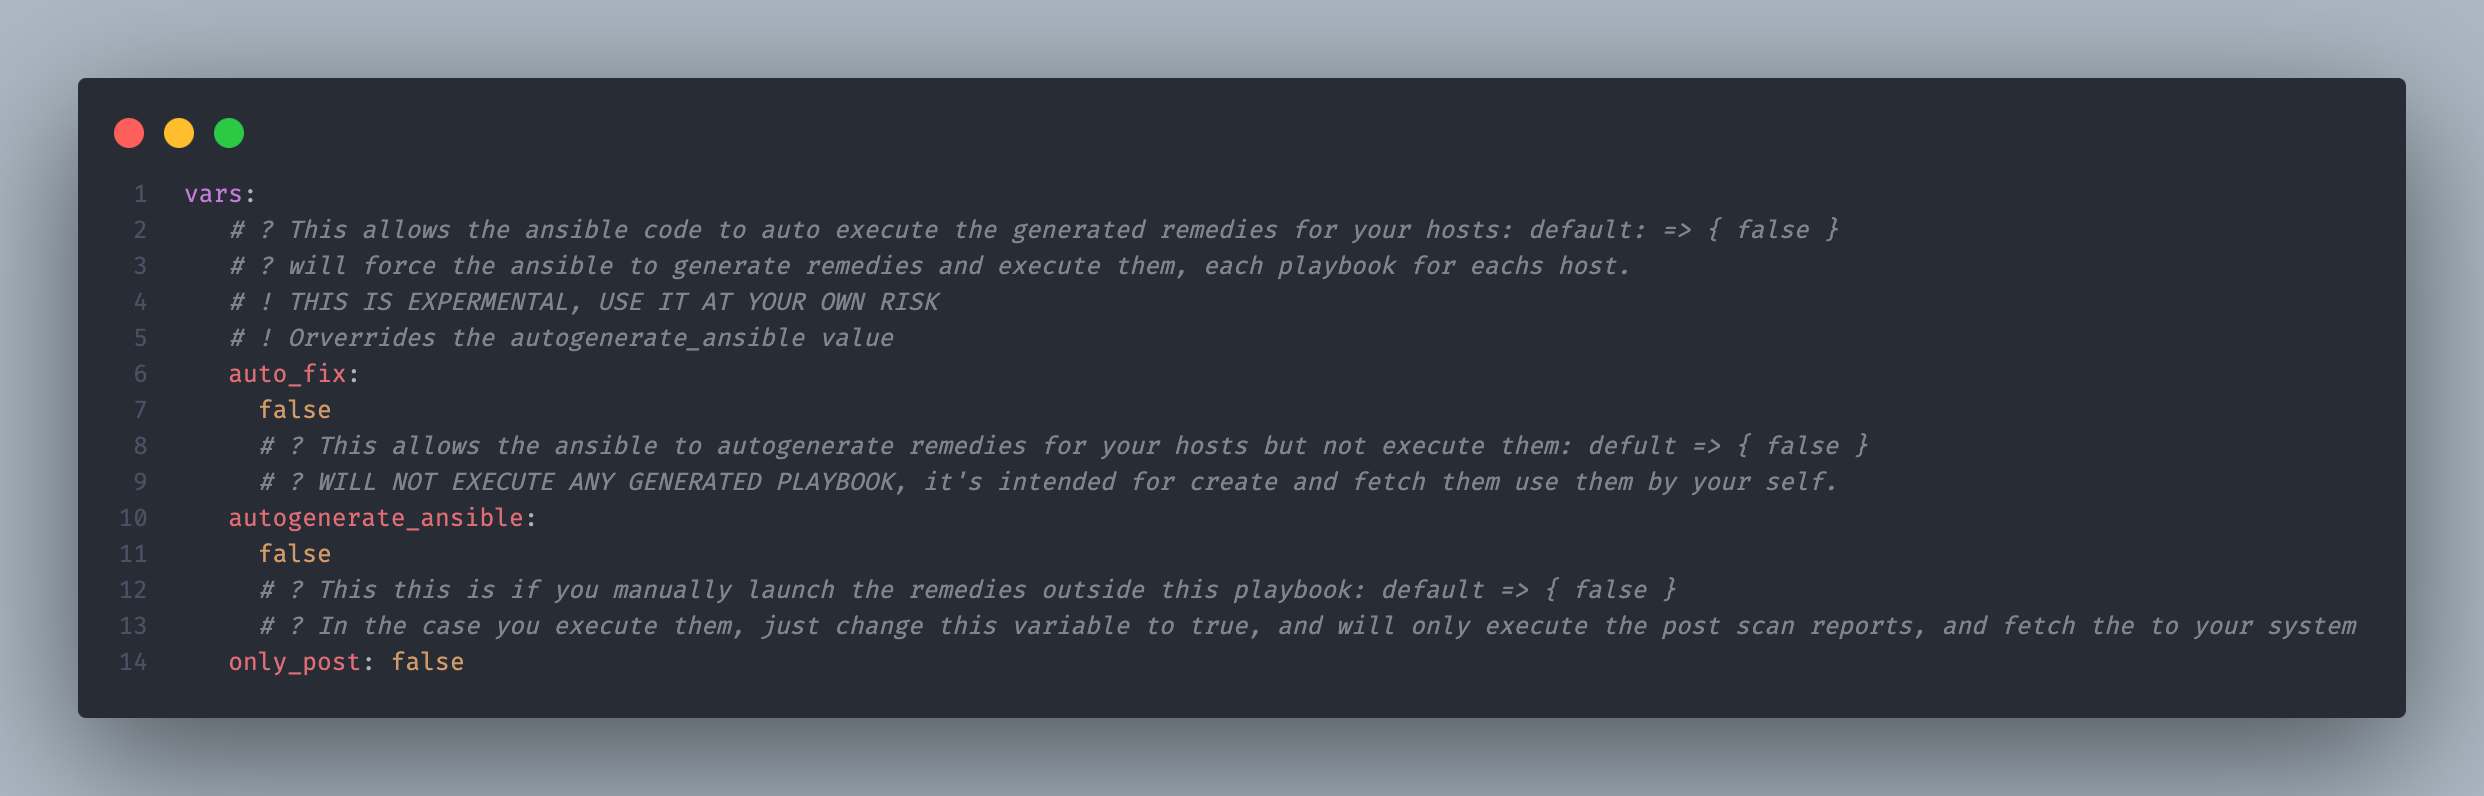 1 vars:
2 # ? This allows the ansible code to auto execute the generated remedies for your hosts: default: => { false }
3 # ? will force the ansible to generate remedies and execute them, each playbook for eachs host.
4 # ! THIS IS EXPERMENTAL, USE IT AT YOUR OWN RISK
5 # ! Orverrides the autogenerate_ansible value
6 auto_fix:
7 false
8 # ? This allows the ansible to autogenerate remedies for your hosts but not execute them: defult => { false }
9 # ? WILL NOT EXECUTE ANY GENERATED PLAYBOOK, it's intended for create and fetch them use them by your self.
10 autogenerate_ansible:
11 false
12 # ? This this is if you manually launch the remedies outside this playbook: default => { false }
13 # ? In the case you execute them, just change this variable to true, and will only execute the post scan reports, and fetch the to your system
14 only_post: false